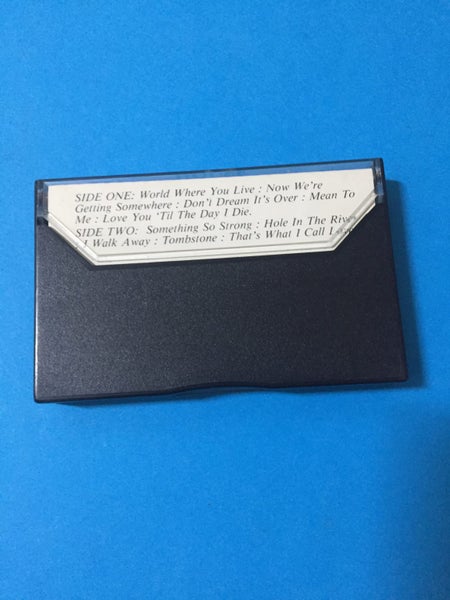 SIDE ONE: World Where You Live : Now We're
Getting Somewhere : Don't Dream It's Over : Mean To
Me : Love You 'Til The Day I Die.
SIDE TWO: Something So Strong : Hole In The River
: I Walk Away : Tombstone : That's What I Call Love